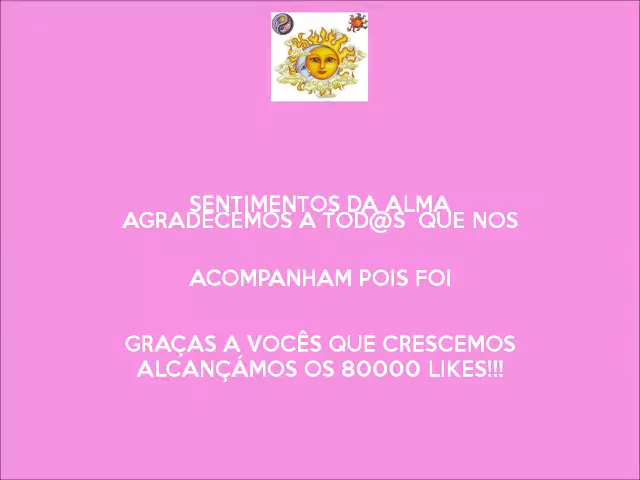 SENTIMENTOS DA ALMA
AGRADECEMOS A TOD@S  QUE NOS
ACOMPANHAM POIS FOI
GRAÇAS A VOCÊS QUE CRESCEMOS
ALCANÇÁMOS OS 80000 LIKES!!!